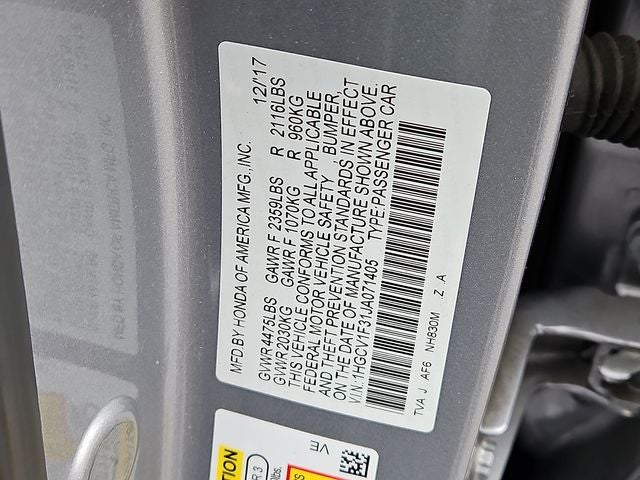 MFD.BY HONDA OF AMERICA MFG.,INC. 12/'17
GVWR 4475LBS GAWR F 2359LBS R 2116LBS
GVWR 2030KG GAWR F 1070KG R 960KG
THIS VEHICLE CONFORMS TO ALL APPLICABLE
FEDERAL MOTOR VEHICLE SAFETY , BUMPER,
AND THEFT PREVENTION STANDARDS IN EFFECT
ON THE DATE OF MANUFACTURE SHOWN ABOVE.
V.I.N.: 1HGCV1F31JA071405 TYPE:PASSENGER CAR
TVA J AF6 NH830M .Z .A
VE